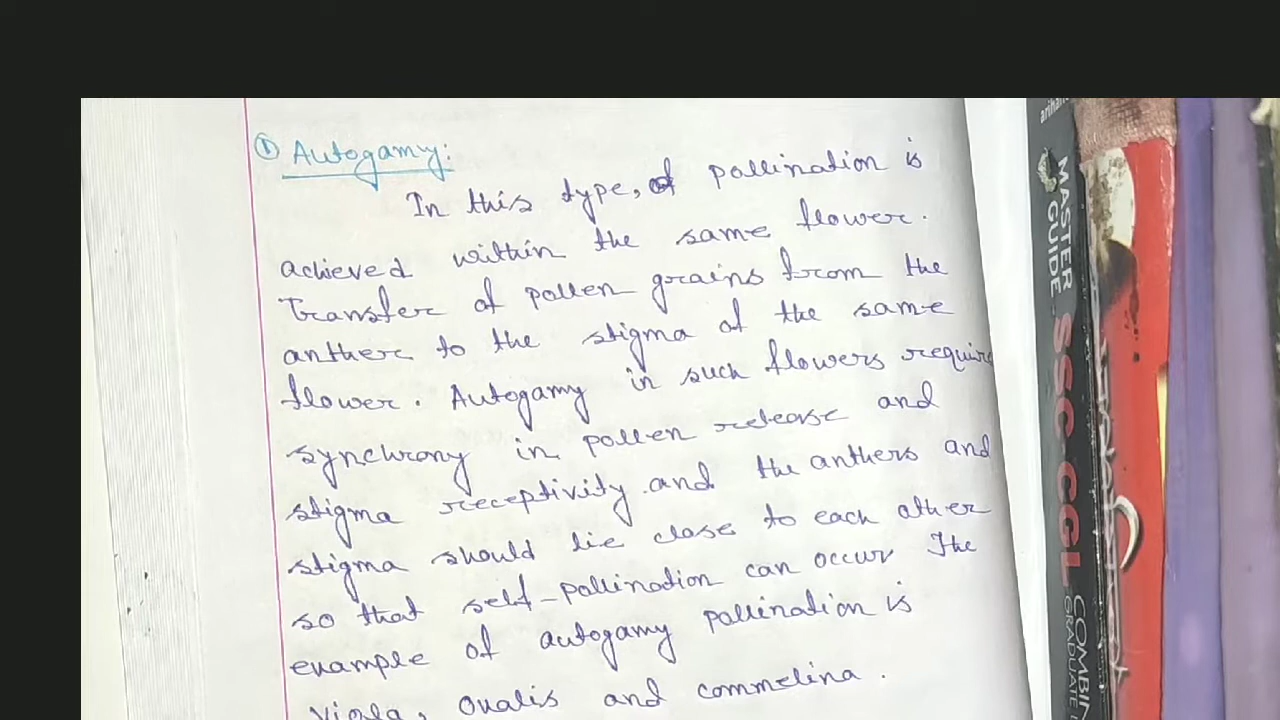 ① Autogamy:
In this type, of pollination is
achieved within the same flower.
Transfer of pollen grains from the
anther to the stigma of the same
flower. Autogamy in such flowers require
synchrony in pollen release and
stigma receptivity and the anthers and
stigma should lie close to each other
so that self-pollination can occur The
example of autogamy pollination is
viola, oxalis and commelina.
MASTER
GUIDE
SSC CGL
COMBIN
GRADUATE